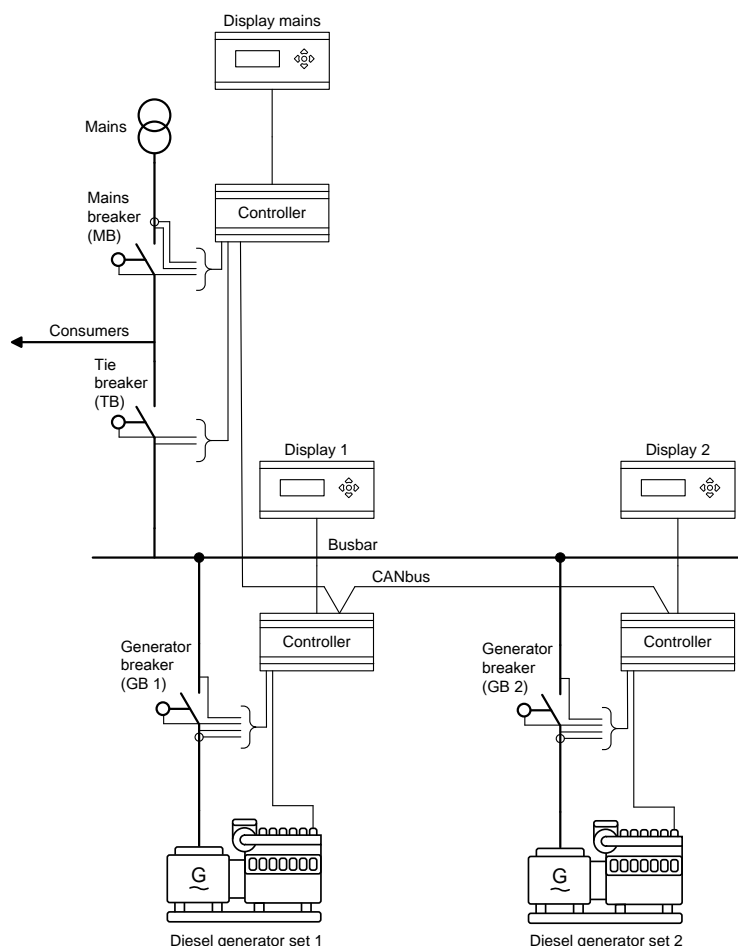 Display mains
Mains
Controller
Mains
breaker
(MB)
Consumers
Tie
breaker
(TB)
Display 1
Display 2
Busbar
CANbus
Controller
Controller
Generator
breaker
(GB 1)
Generator
breaker
(GB 2)
G
G
Diesel generator set 1
Diesel generator set 2